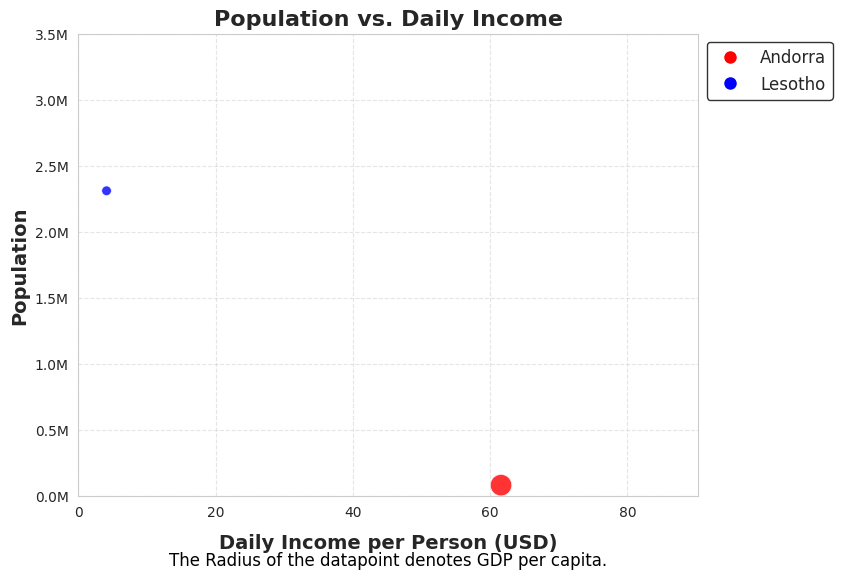 Population vs. Daily Income
Andorra
Lesotho
Population
3.5M
3.0M
2.5M
2.0M
1.5M
1.0M
0.5M
0.0M
0
20
40
60
80
Daily Income per Person (USD)
The Radius of the datapoint denotes GDP per capita.